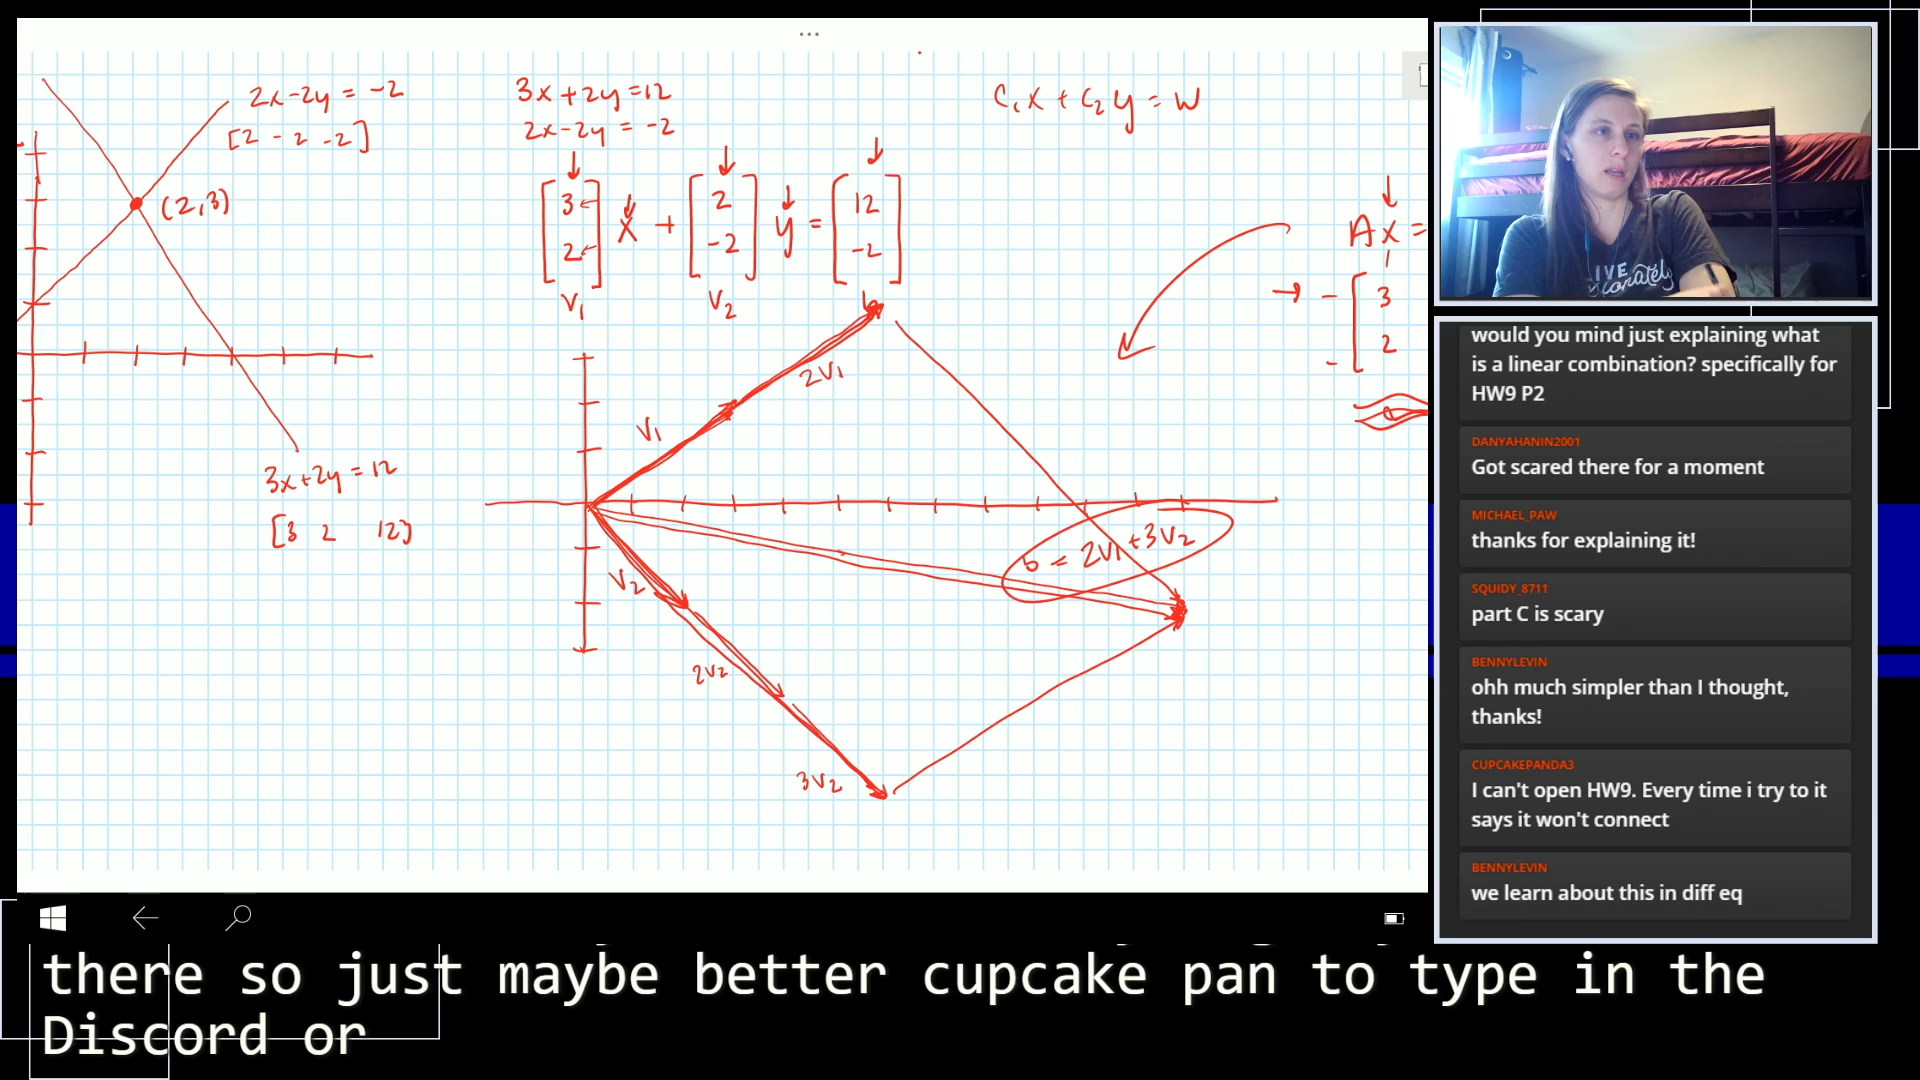 2x-2y = -2
[2 -2 -2]
(2,3)
3x+2y=12
[3 2 12]
3x+2y=12
2x-2y = -2
[3 2] x + [2 -2] y = [12 -2]
V1 V2 b
C1 x + C2 y = w
Ax =
3
2
V1
2V1
V2
2V2
3V2
b = 2V1+3V2
would you mind just explaining what
is a linear combination? specifically for
HW9 P2
DANYAHANIN2001
Got scared there for a moment
MICHAEL_PAW
thanks for explaining it!
SQUIDY_8711
part C is scary
BENNYLEVIN
ohh much simpler than I thought,
thanks!
CUPCAKEPANDA3
I can't open HW9. Every time i try to it
says it won't connect
BENNYLEVIN
we learn about this in diff eq
there so just maybe better cupcake pan to type in the
Discord or